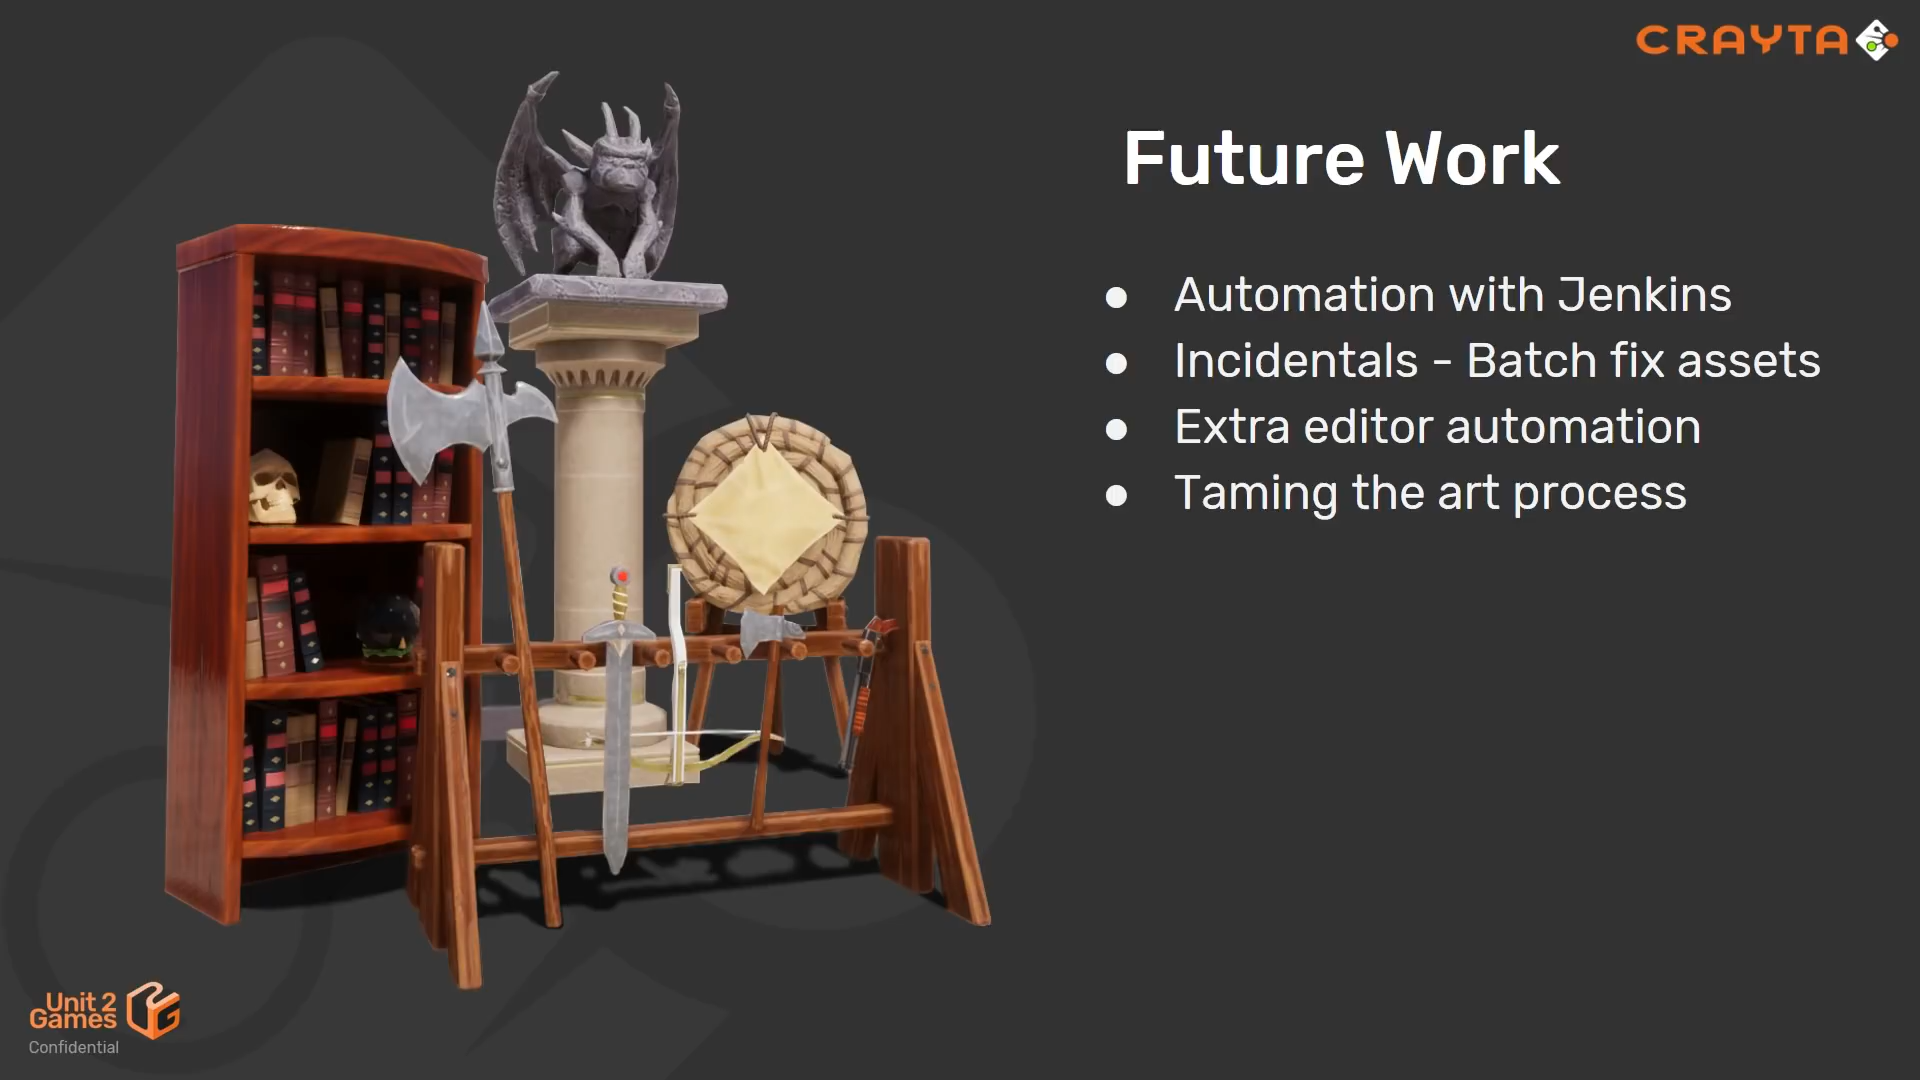 CRAYTA
Future Work
● Automation with Jenkins
● Incidentals - Batch fix assets
● Extra editor automation
● Taming the art process
Unit 2
Games
Confidential